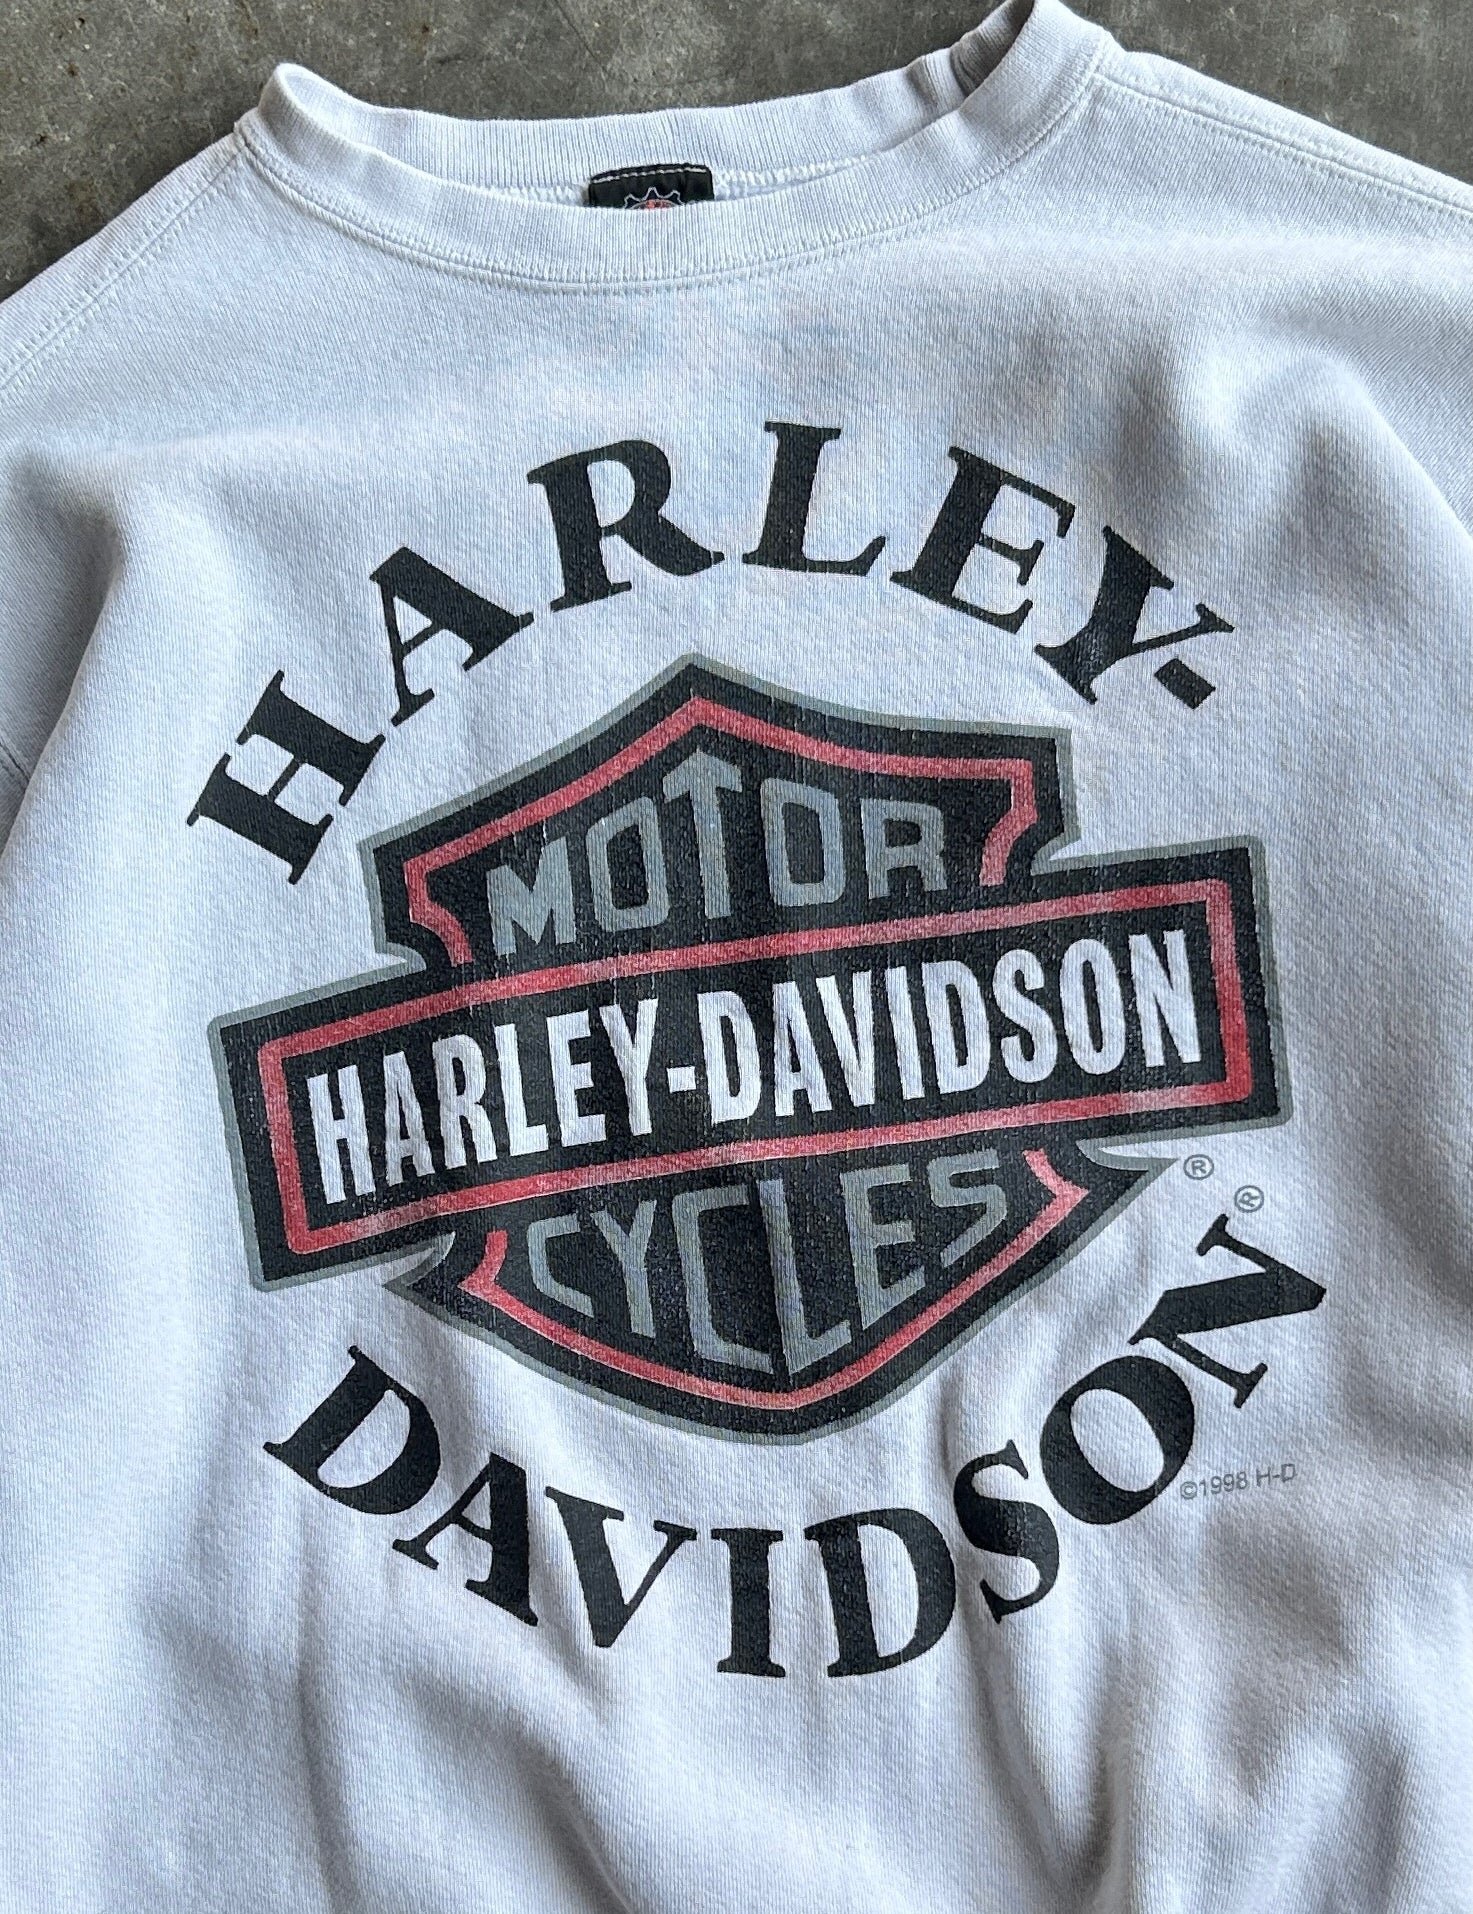 HARLEY-
MOTOR
HARLEY-DAVIDSON
CYCLES
®
®
DAVIDSON
©1998 H-D